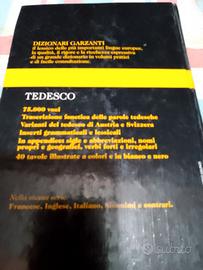 DIZIONARI GARZANTI
il lessico delle più importanti lingue europee,
la qualità, il rigore e la ricchezza espressiva
di un grande dizionario in volumi pratici
e di facile consultazione.
TEDESCO
75.000 voci
Trascrizione fonetica delle parole tedesche
Varianti del tedesco di Austria e Svizzera
Inserti grammaticali e lessicali
In appendice: sigle e abbreviazioni, nomi
propri e geografici, verbi forti e irregolari
40 tavole illustrate a colori e in bianco e nero
Nella stessa serie:
Francese, Inglese, Italiano, Sinonimi e contrari.
subito